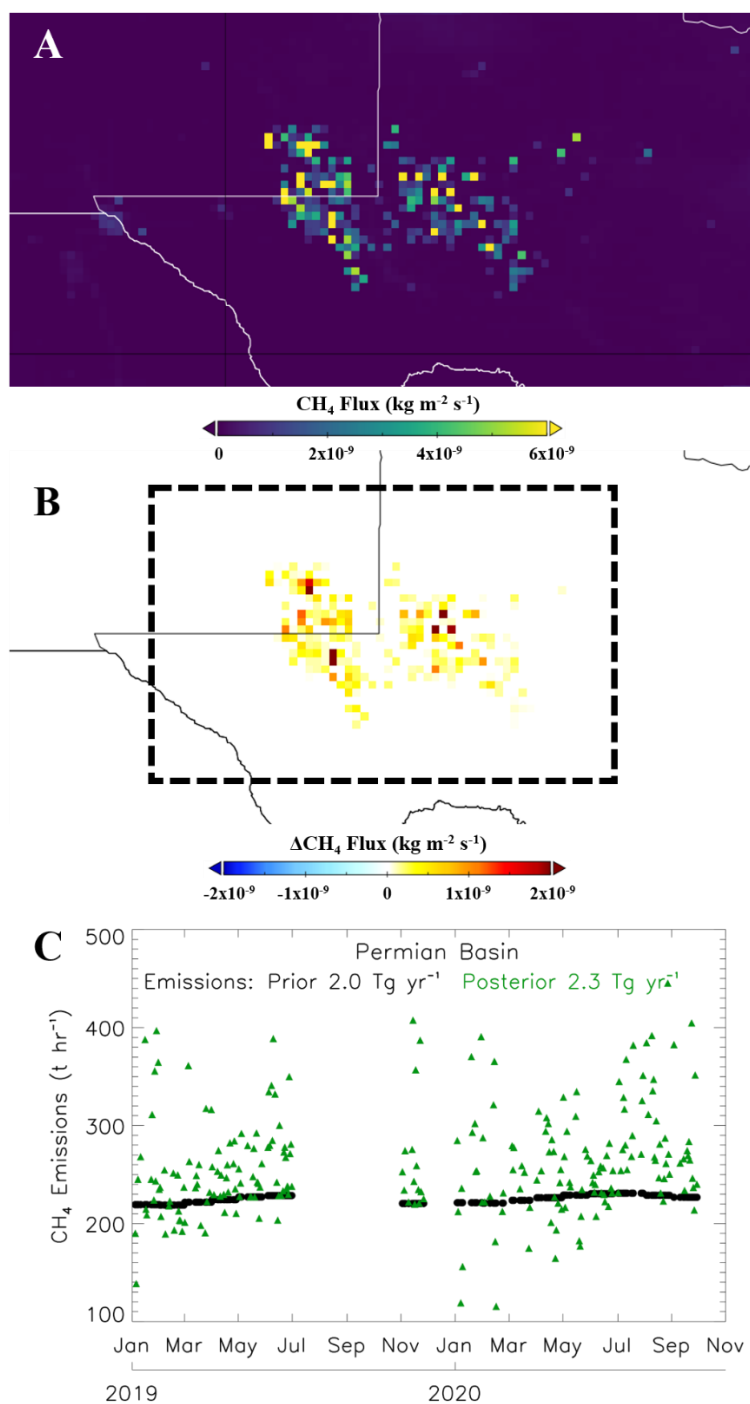 A
CH₄ Flux (kg m⁻² s⁻¹)
0 2x10⁻⁹ 4x10⁻⁹ 6x10⁻⁹
B
ΔCH₄ Flux (kg m⁻² s⁻¹)
-2x10⁻⁹ -1x10⁻⁹ 0 1x10⁻⁹ 2x10⁻⁹
C
Permian Basin
Emissions: Prior 2.0 Tg yr⁻¹ Posterior 2.3 Tg yr⁻¹
CH₄ Emissions (t hr⁻¹)
500
400
300
200
100
Jan Mar May Jul Sep Nov Jan Mar May Jul Sep Nov
2019 2020